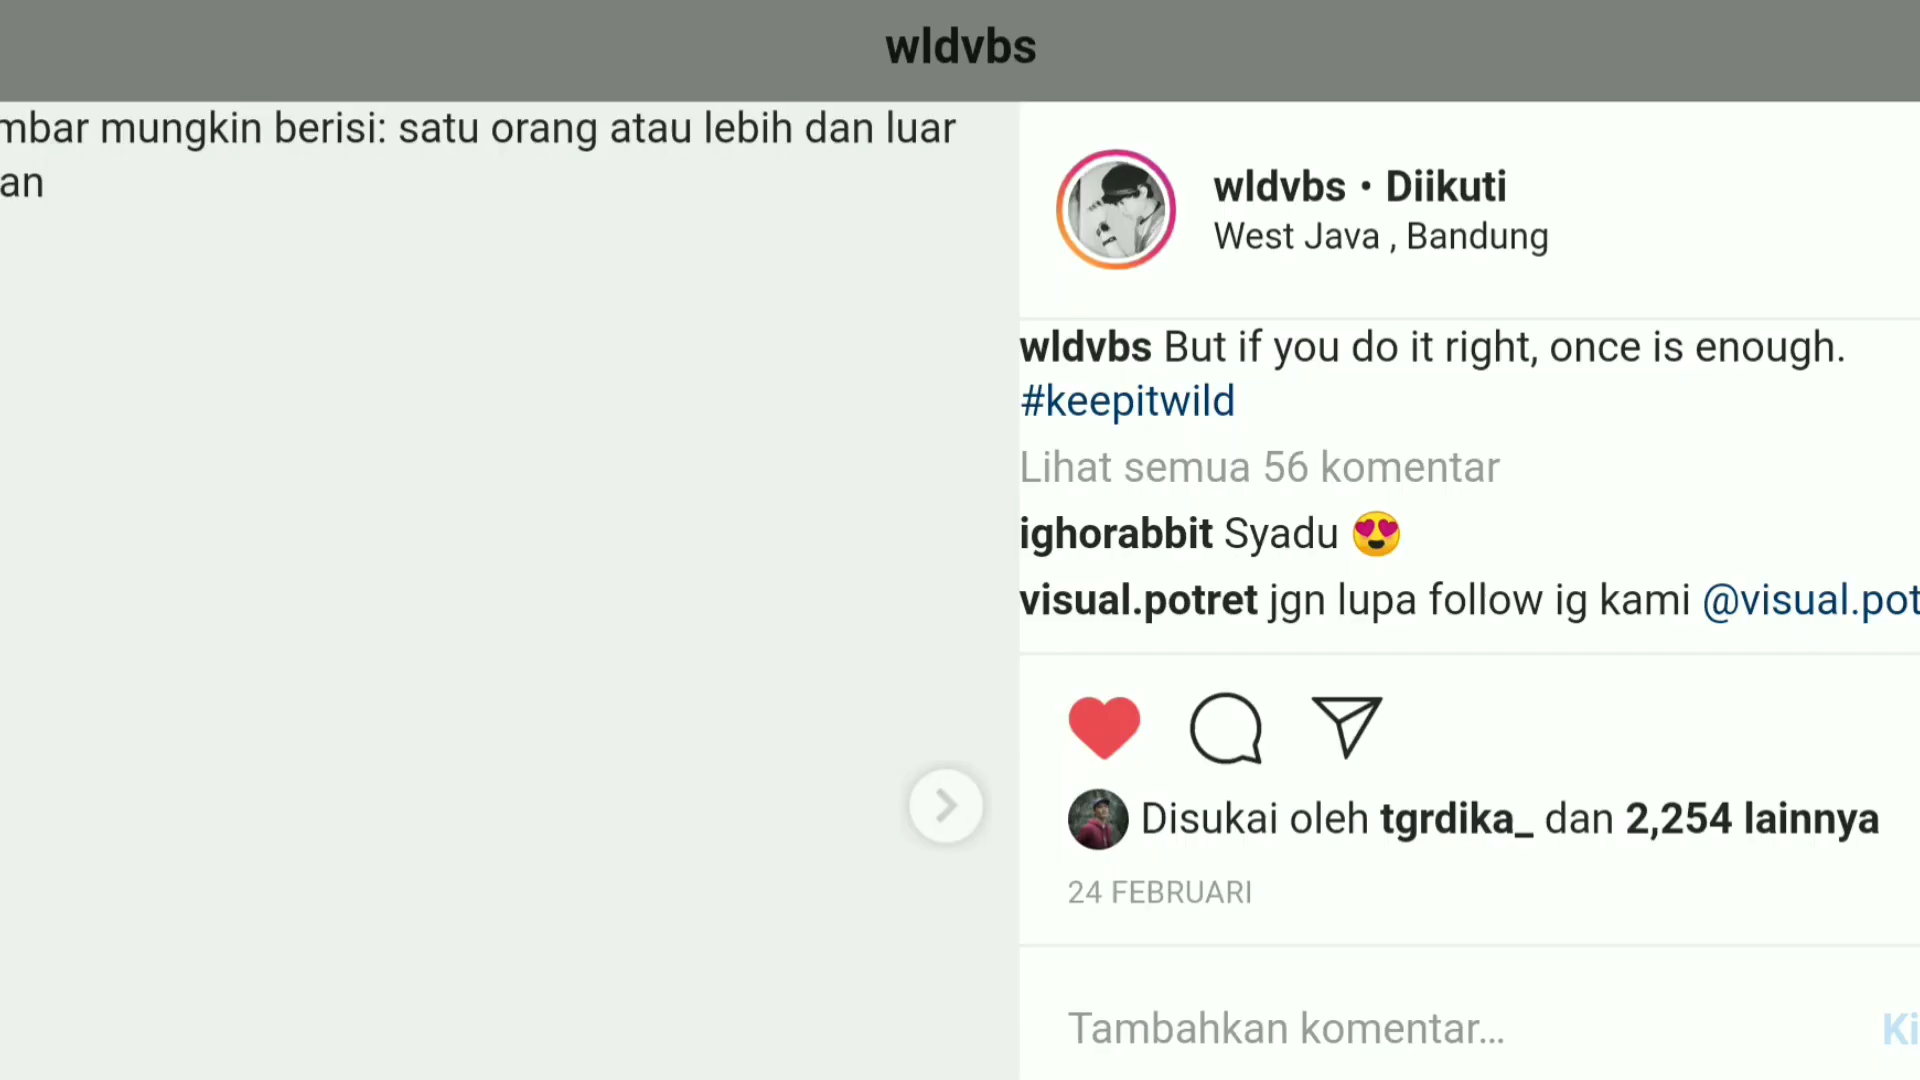 wldvbs
mbar mungkin berisi: satu orang atau lebih dan luar
an
wldvbs • Diikuti
West Java , Bandung
wldvbs But if you do it right, once is enough.
#keepitwild
Lihat semua 56 komentar
ighorabbit Syadu 😍
visual.potret jgn lupa follow ig kami @visual.pot
Disukai oleh tgrdika_ dan 2,254 lainnya
24 FEBRUARI
Tambahkan komentar... Ki